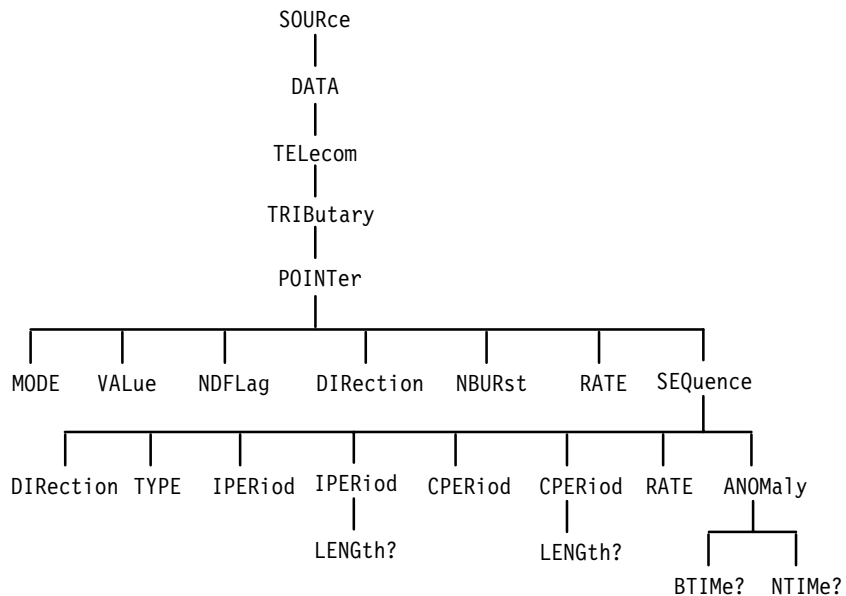 SOURce
DATA
TELecom
TRIButary
POINTer
MODE VALue NDFLag DIRection NBURst RATE SEQuence
DIRection TYPE IPERiod IPERiod CPERiod CPERiod RATE ANOMaly
LENGth? LENGth?
BTIMe? NTIMe?